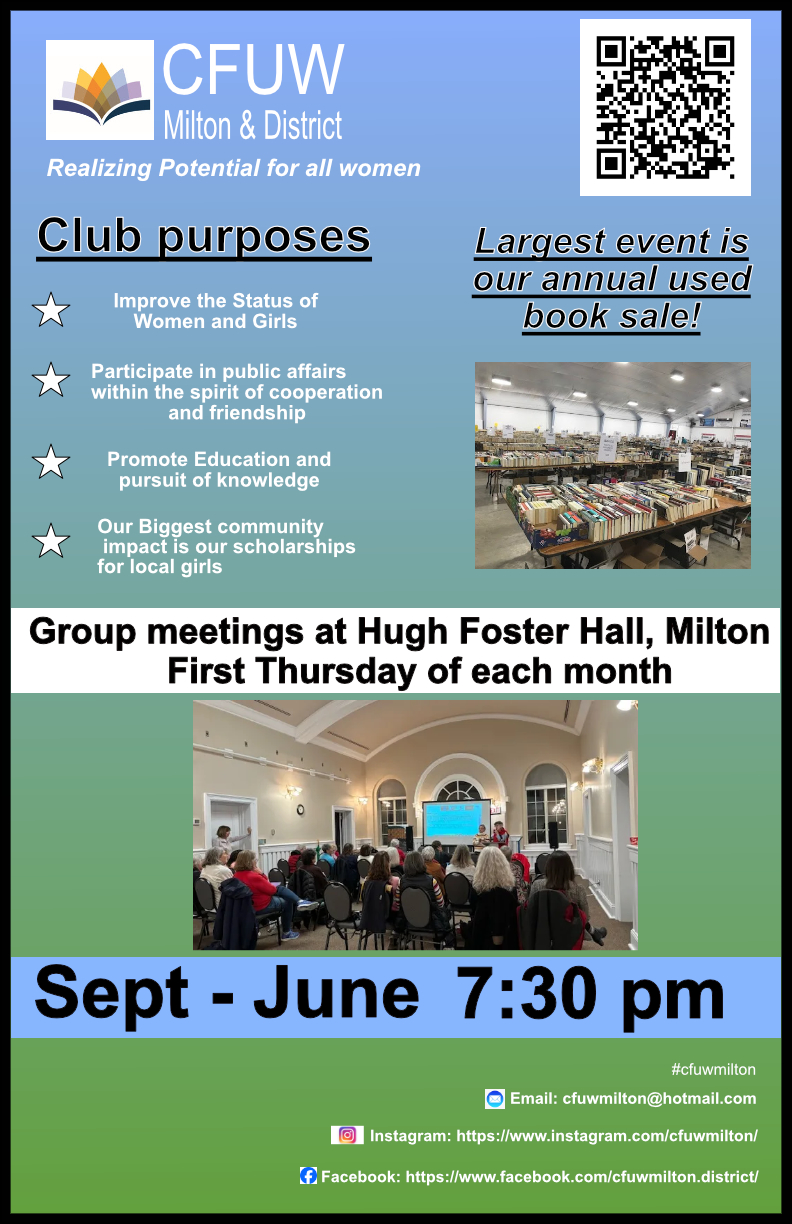 CFUW
Milton & District
Realizing Potential for all women
Club purposes
Improve the Status of
Women and Girls
Participate in public affairs
within the spirit of cooperation
and friendship
Promote Education and
pursuit of knowledge
Our Biggest community
impact is our scholarships
for local girls
Largest event is
our annual used
book sale!
Group meetings at Hugh Foster Hall, Milton
First Thursday of each month
Sept - June 7:30 pm
#cfuwmilton
Email: cfuwmilton@hotmail.com
Instagram: https://www.instagram.com/cfuwmilton/
Facebook: https://www.facebook.com/cfuwmilton.district/